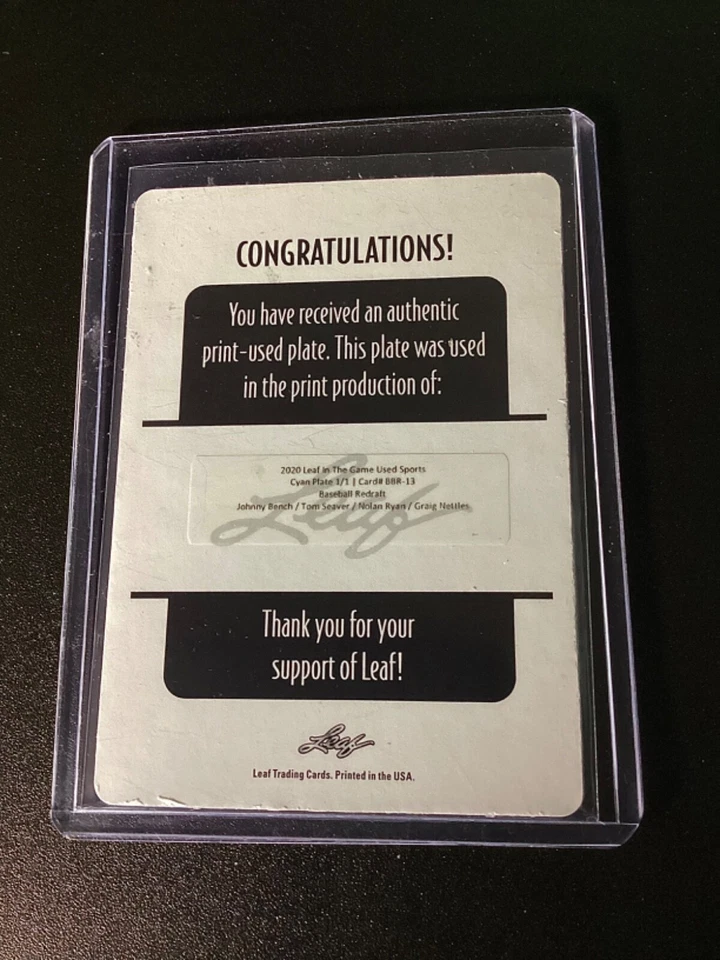 CONGRATULATIONS!
You have received an authentic
print-used plate. This plate was used
in the print production of:
2020 Leaf In The Game Used Sports
Cyan Plate 1/1 | Card# BBR-13
Baseball Redraft
Johnny Bench / Tom Seaver / Nolan Ryan / Graig Nettles
Leaf
Thank you for your
support of Leaf!
Leaf
Leaf Trading Cards. Printed in the USA.